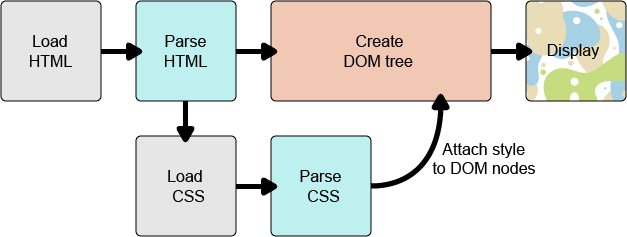 Load
HTML
Parse
HTML
Create
DOM tree
Display
Load
CSS
Parse
CSS
Attach style
to DOM nodes